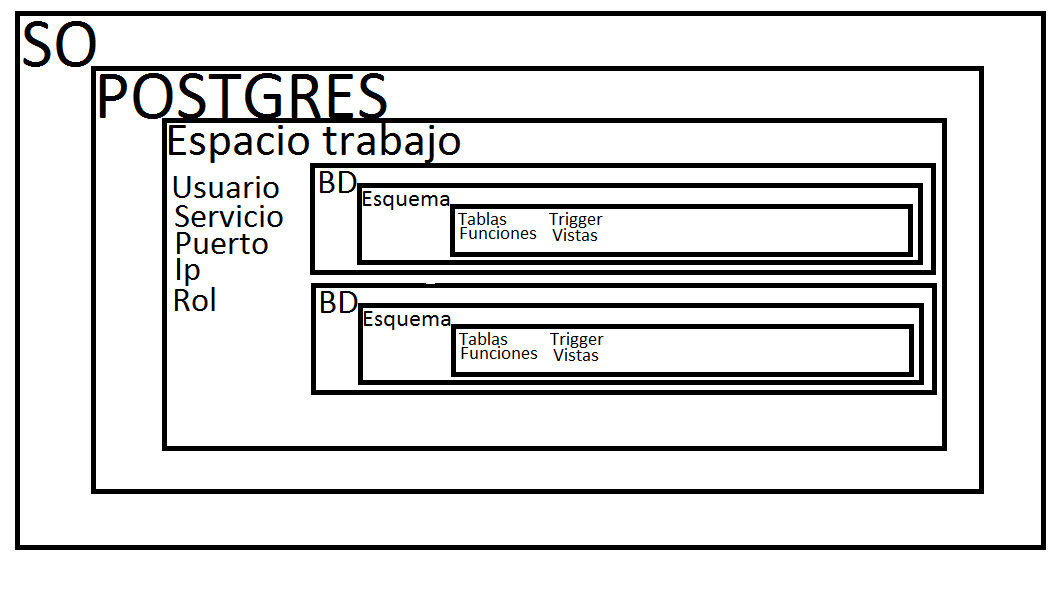 SO
POSTGRES
Espacio trabajo
Usuario
Servicio
Puerto
Ip
Rol
BD
Esquema
Tablas Trigger
Funciones Vistas
BD
Esquema
Tablas Trigger
Funciones Vistas